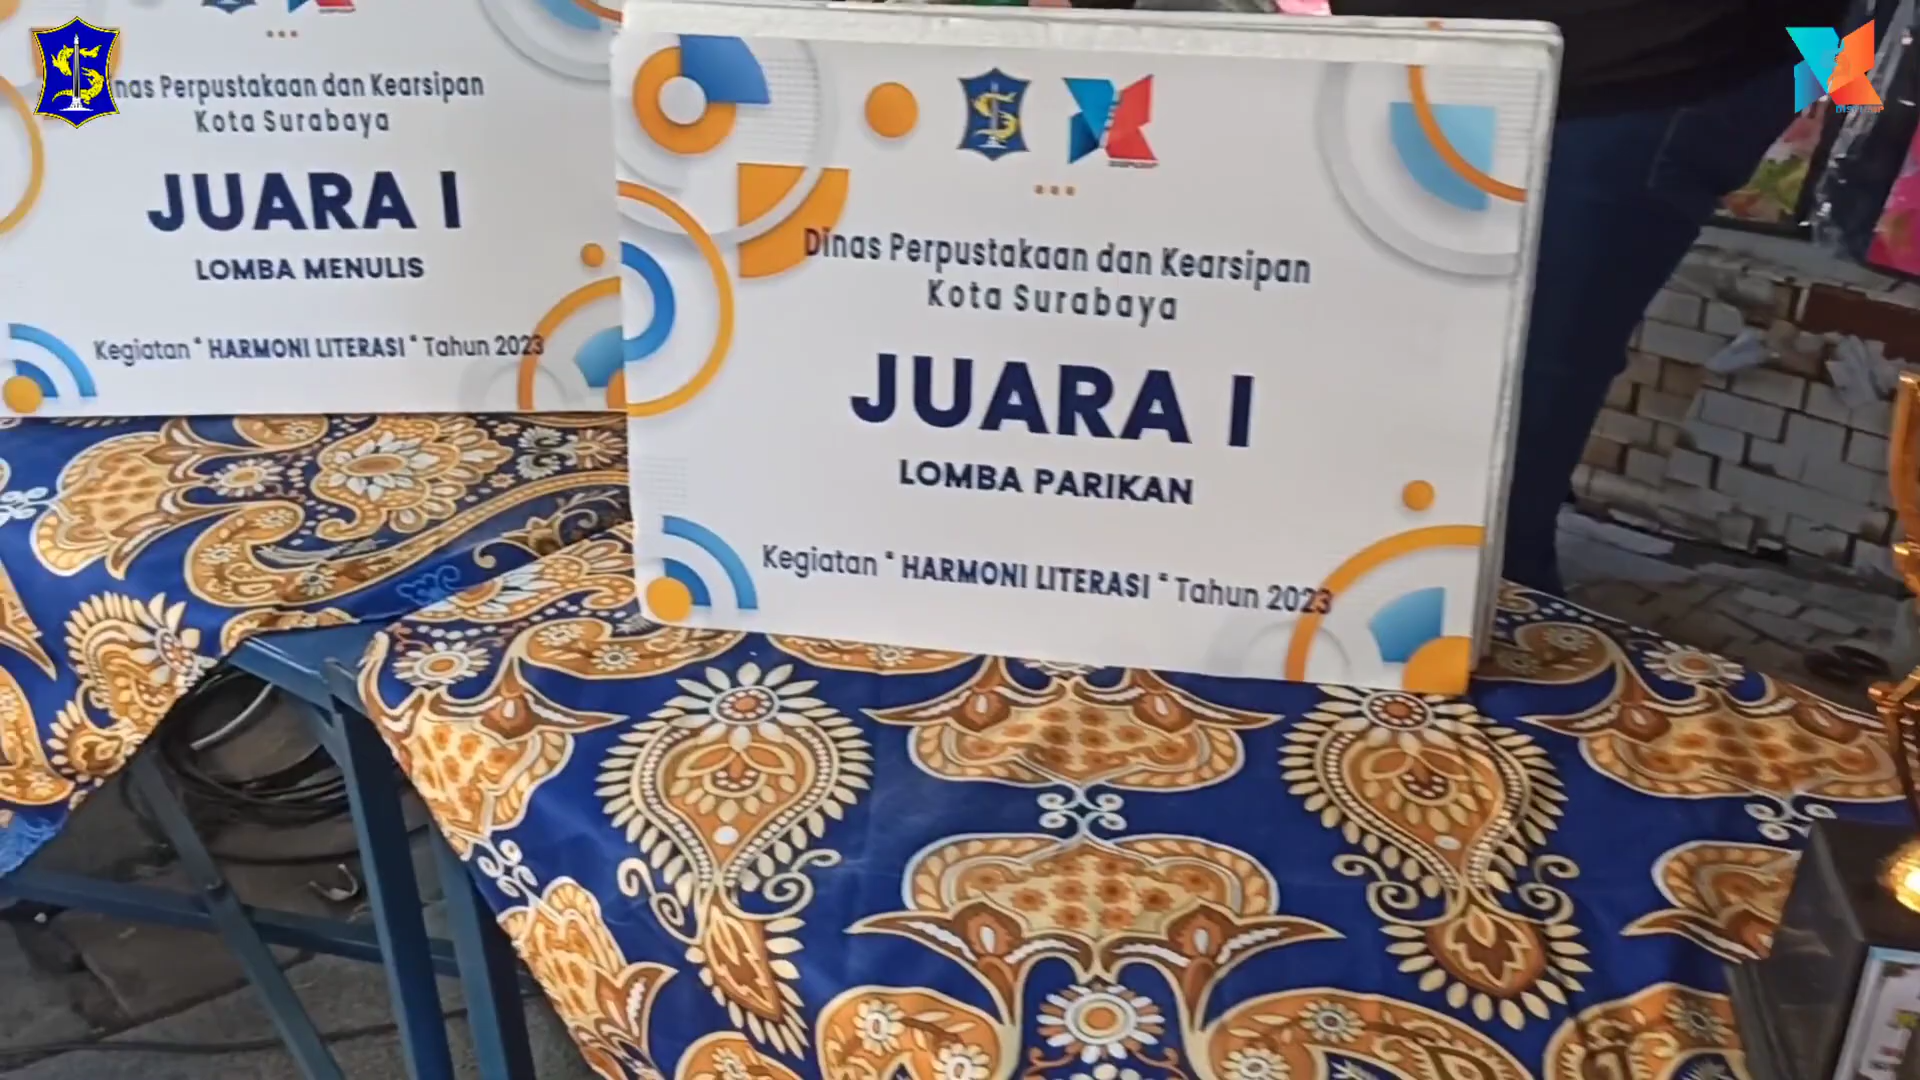 nas Perpustakaan dan Kearsipan
Kota Surabaya
JUARA I
LOMBA MENULIS
Kegiatan " HARMONI LITERASI " Tahun 2023
Dinas Perpustakaan dan Kearsipan
Kota Surabaya
JUARA I
LOMBA PARIKAN
Kegiatan " HARMONI LITERASI " Tahun 2023